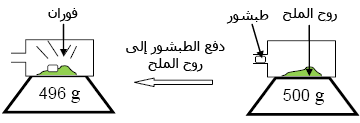 روح الملح
طبشور
500 g
دفع الطبشور إلى
روح الملح
فوران
496 g